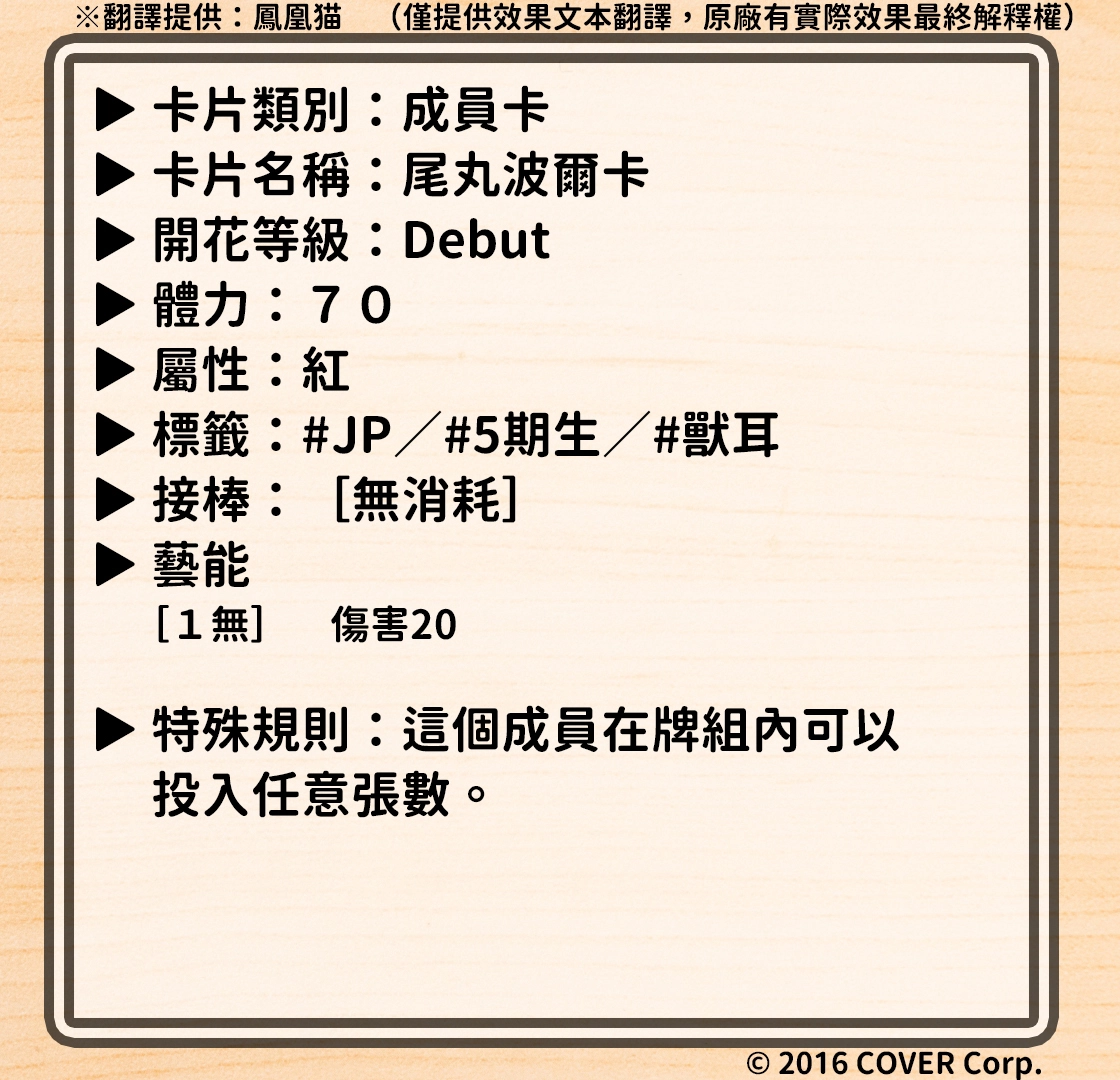 ※翻譯提供：鳳凰猫　（僅提供效果文本翻譯，原廠有實際效果最終解釋權）
▶ 卡片類別：成員卡
▶ 卡片名稱：尾丸波爾卡
▶ 開花等級：Debut
▶ 體力：７０
▶ 屬性：紅
▶ 標籤：#JP／#5期生／#獸耳
▶ 接棒：［無消耗］
▶ 藝能
［１無］　傷害20
▶ 特殊規則：這個成員在牌組內可以
投入任意張數。
© 2016 COVER Corp.